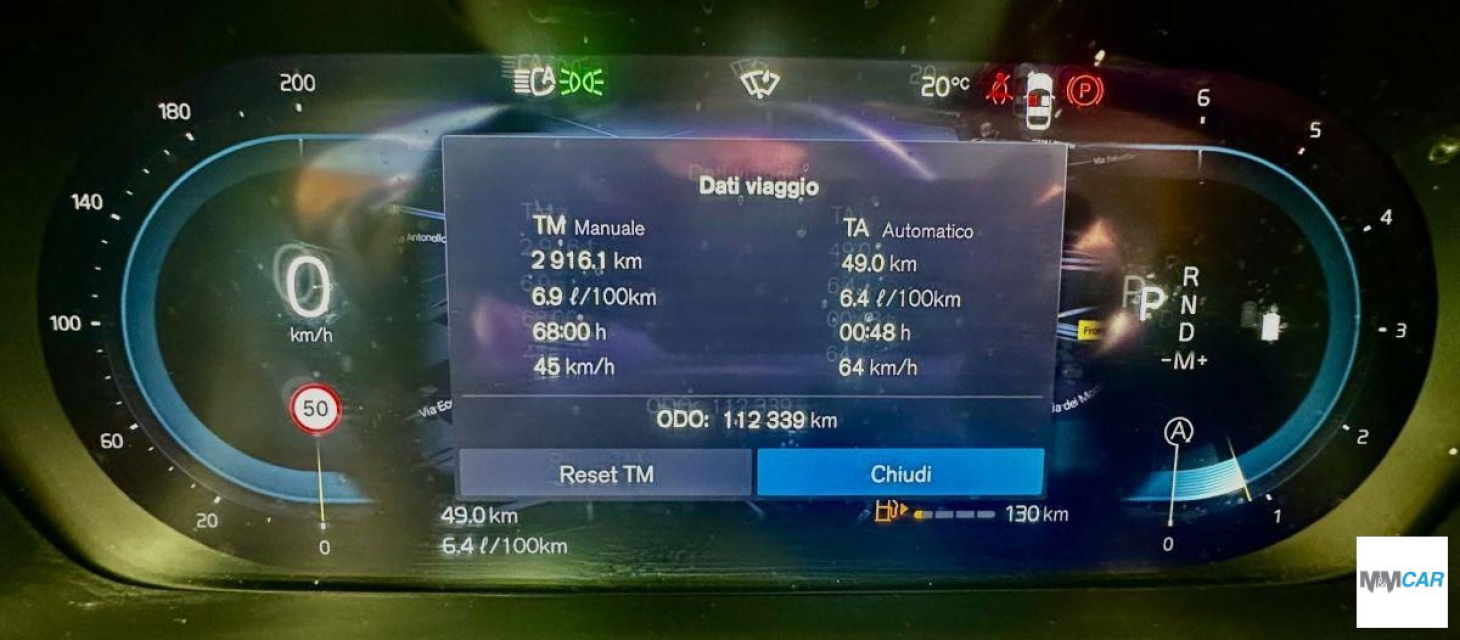 200
20°C
6
180
5
140
4
100
3
60
2
20
1
0
0
Dati viaggio
TM Manuale
TA Automatico
2 916.1 km
49.0 km
6.9 ℓ/100km
6.4 ℓ/100km
68:00 h
00:48 h
45 km/h
64 km/h
ODO: 112 339 km
Reset TM
Chiudi
0
km/h
50
P
R
N
D
-M+
A
P
49.0 km
6.4 ℓ/100km
130 km
Via
M&MCAR